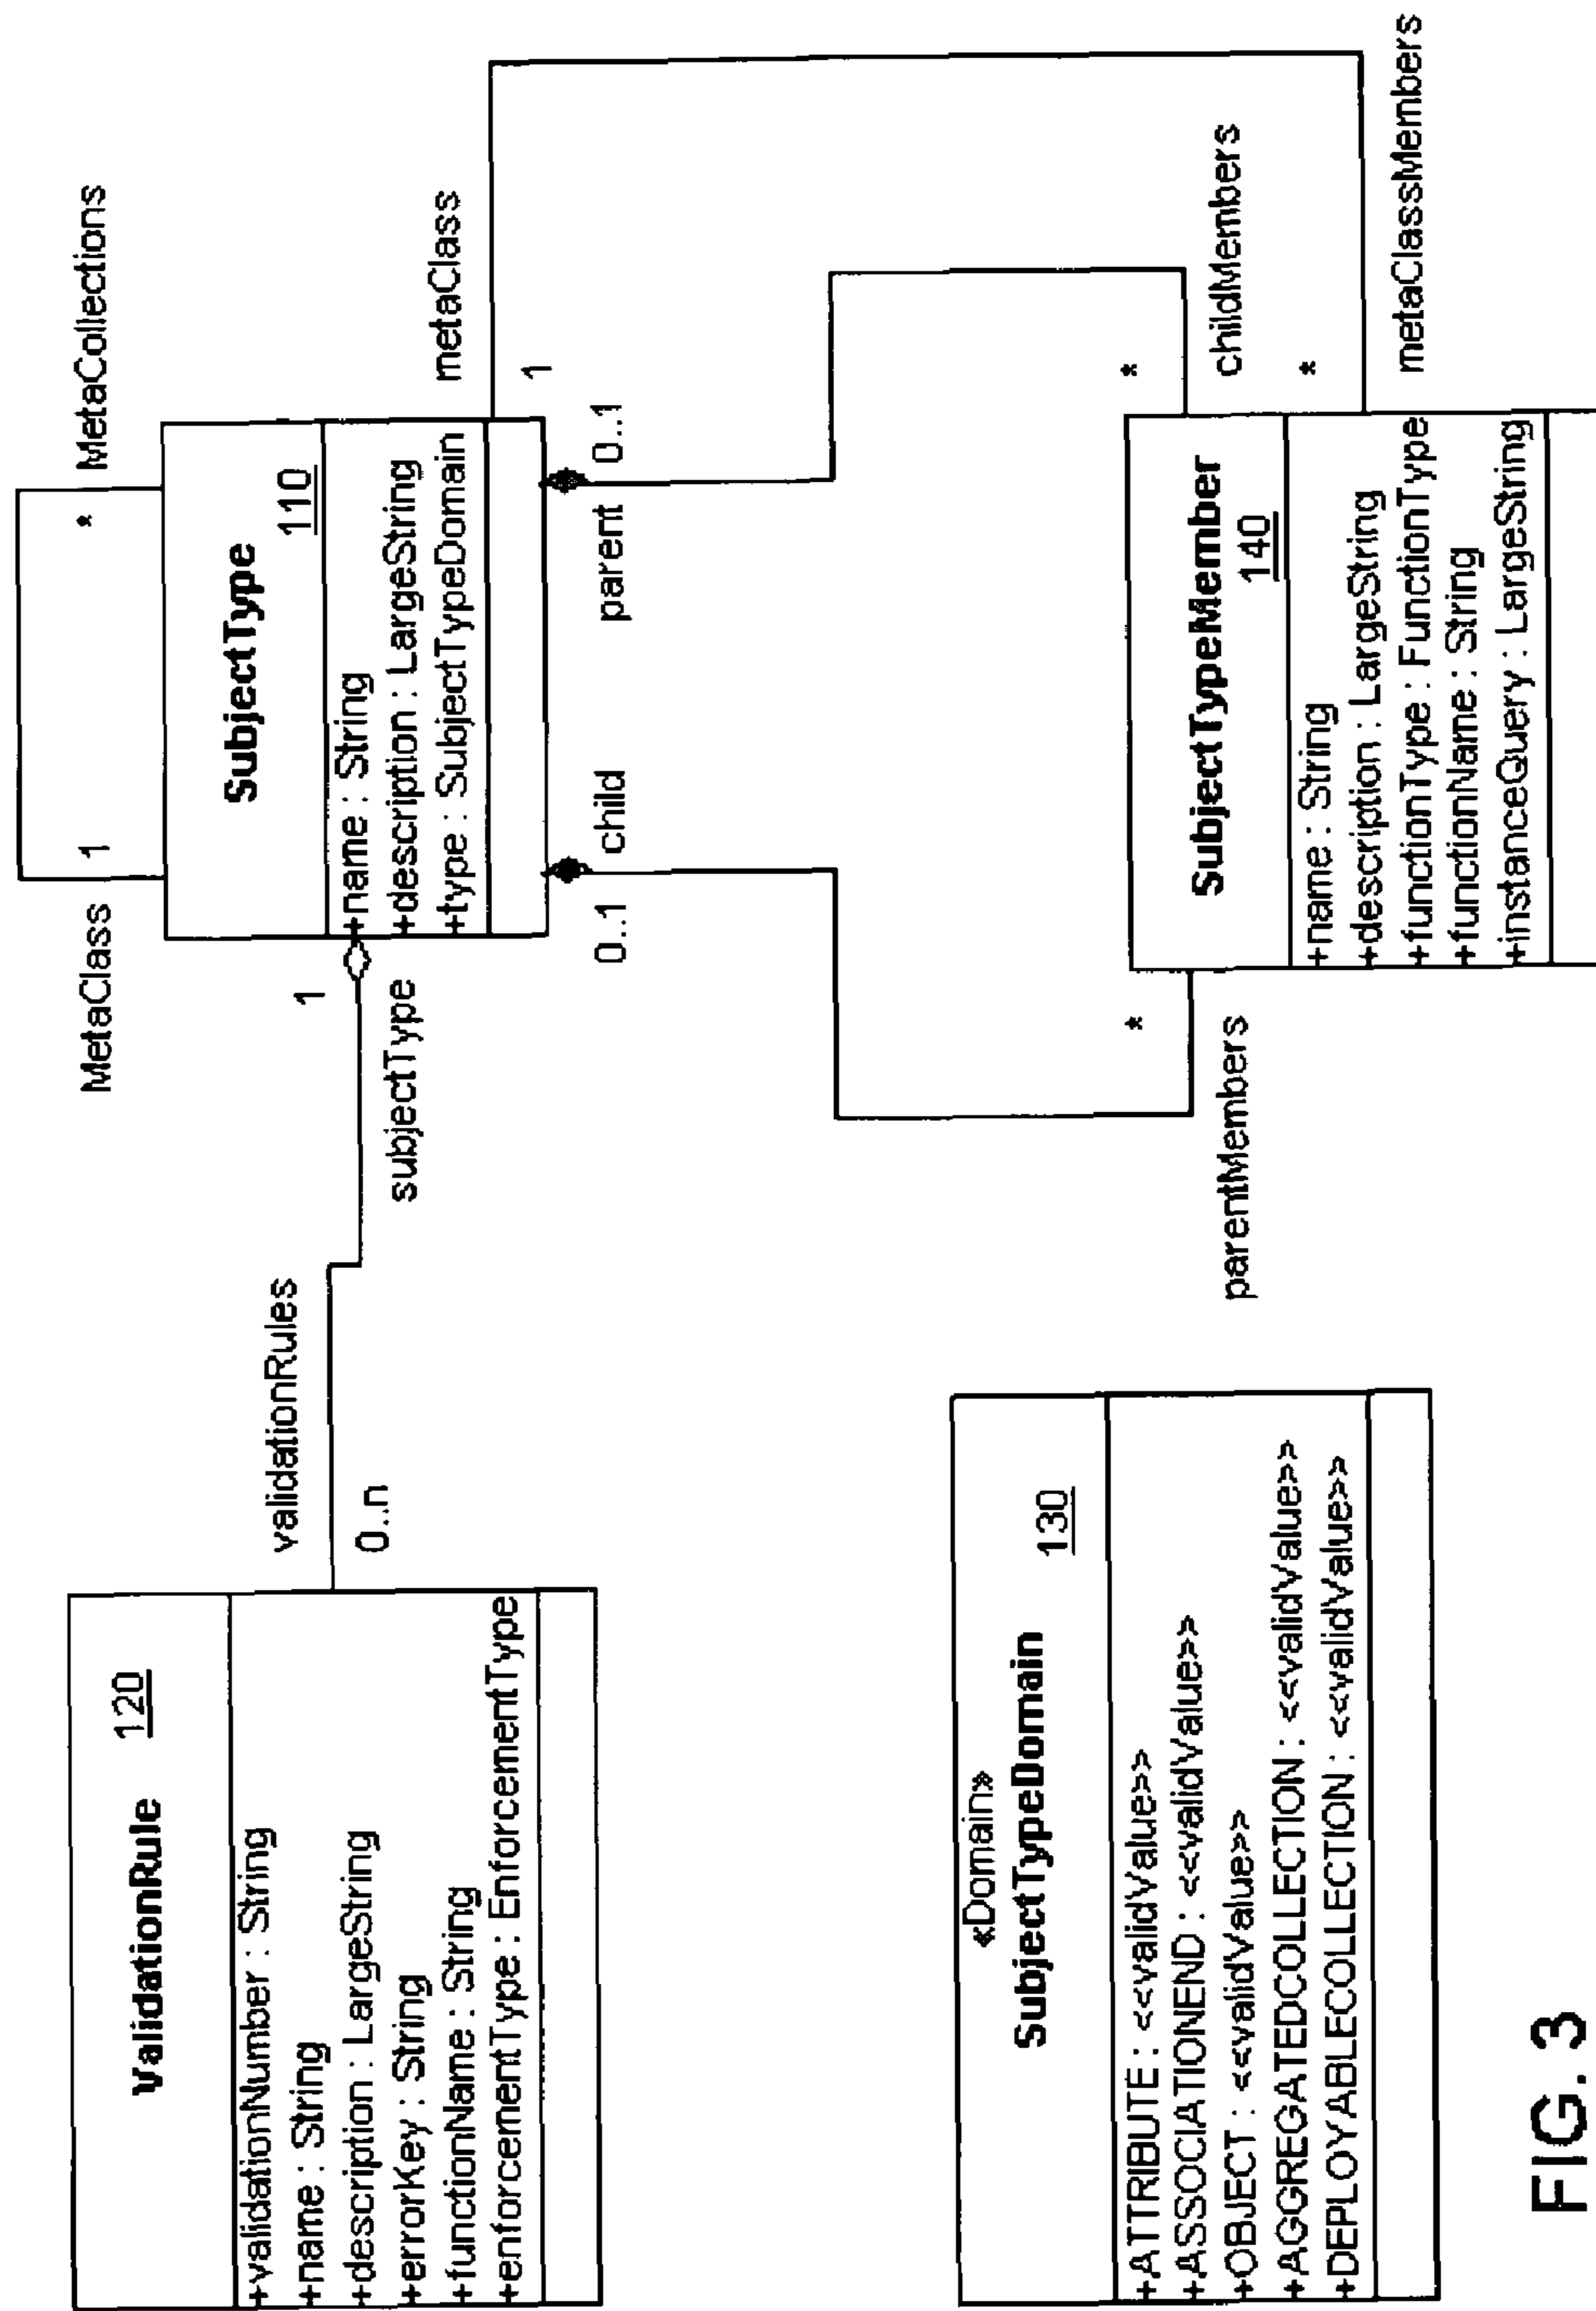 ValidationRule
120
+validationNumber : String
+name : String
+description : LargeString
+errorKey : String
+functionName : String
+enforcementType : EnforcementType
validationRules
0..n
1
subjectType
MetaClass
1
*
MetaCollections
SubjectType
110
+name : String
+description : LargeString
+type : SubjectTypeDomain
metaClass
1
0..1
child
parent
0..1
«Domain»
SubjectTypeDomain
130
+ATTRIBUTE : <<validValue>>
+ASSOCIATIONEND : <<validValue>>
+OBJECT : <<validValue>>
+AGGREGATEDCOLLECTION : <<validValue>>
+DEPLOYABLECOLLECTION : <<validValue>>
*
parentMembers
*
childMembers
*
metaClassMembers
SubjectTypeMember
140
+name : String
+description : LargeString
+functionType : FunctionType
+functionName : String
+instanceQuery : LargeString
FIG. 3